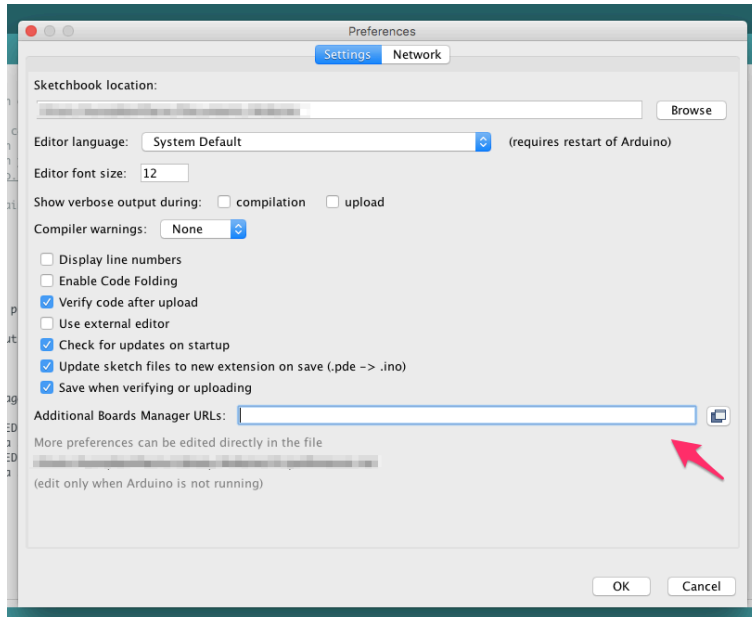 Preferences
Settings Network
Sketchbook location:
Browse
Editor language: System Default (requires restart of Arduino)
Editor font size: 12
Show verbose output during: compilation upload
Compiler warnings: None
Display line numbers
Enable Code Folding
Verify code after upload
Use external editor
Check for updates on startup
Update sketch files to new extension on save (.pde -> .ino)
Save when verifying or uploading
Additional Boards Manager URLs:
More preferences can be edited directly in the file
(edit only when Arduino is not running)
OK Cancel